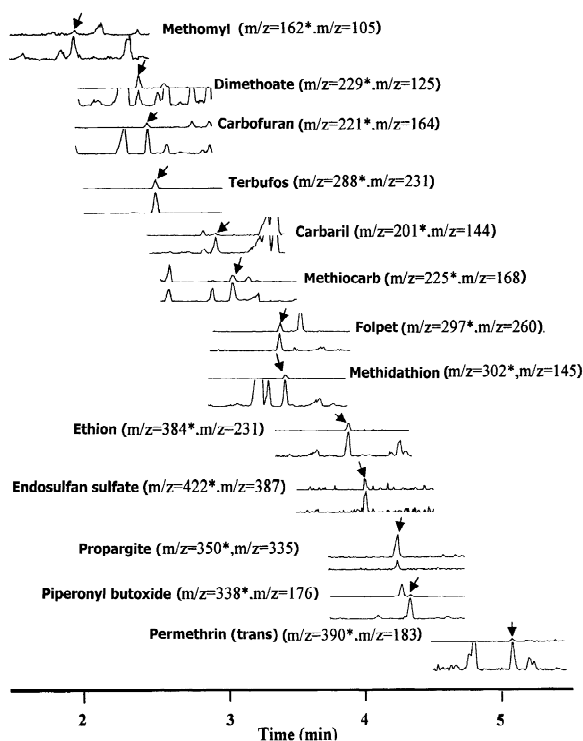 Methomyl (m/z=162*.m/z=105)
Dimethoate (m/z=229*.m/z=125)
Carbofuran (m/z=221*.m/z=164)
Terbufos (m/z=288*.m/z=231)
Carbaril (m/z=201*.m/z=144)
Methiocarb (m/z=225*.m/z=168)
Folpet (m/z=297*.m/z=260).
Methidathion (m/z=302*,m/z=145)
Ethion (m/z=384*.m/z-231)
Endosulfan sulfate (m/z=422*.m/z=387)
Propargite (m/z=350*,m/z=335)
Piperonyl butoxide (m/z=338*.m/z=176)
Permethrin (trans) (m/z-390*.m/z=183)
2 3 4 5
Time (min)